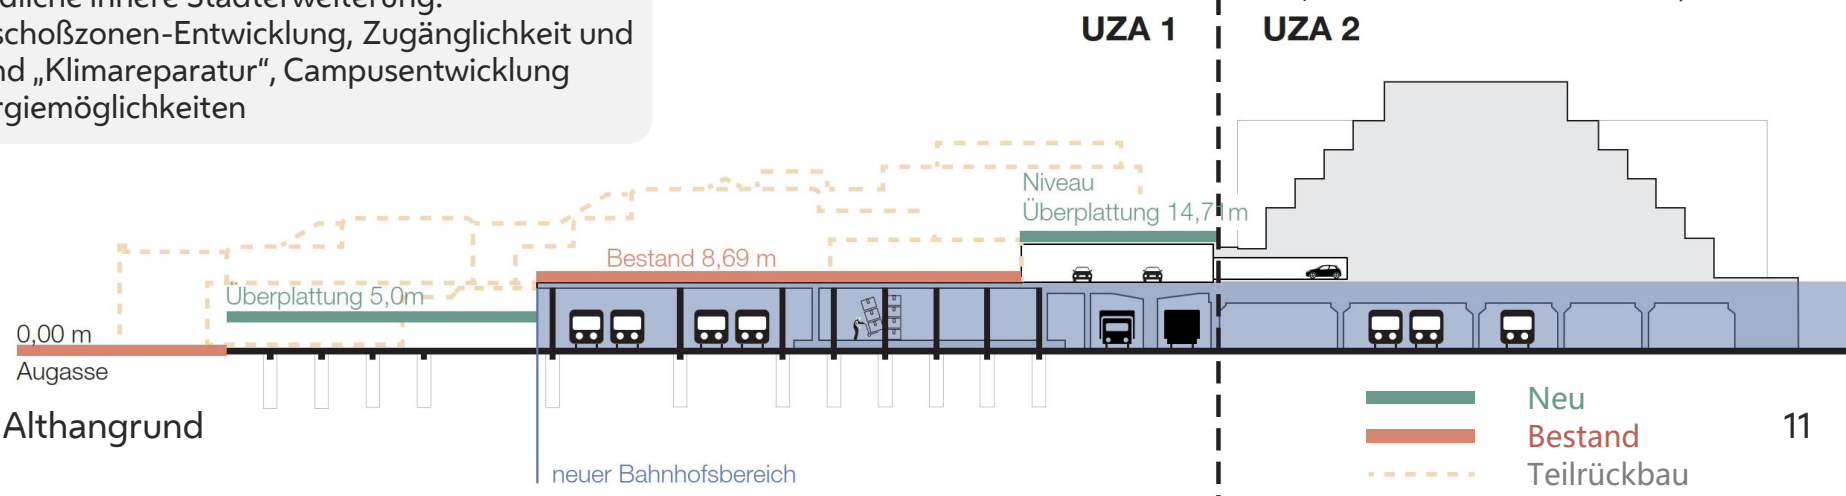 schoßzonen-Entwicklung, Zugänglichkeit und
„Klimareparatur“, Campusentwicklung
rgiemöglichkeiten
UZA 1
UZA 2
Niveau
Überplattung 14,71m
Bestand 8,69 m
Überplattung 5,0m
0,00 m
Augasse
Althangrund
neuer Bahnhofsbereich
Neu
Bestand
Teilrückbau
11